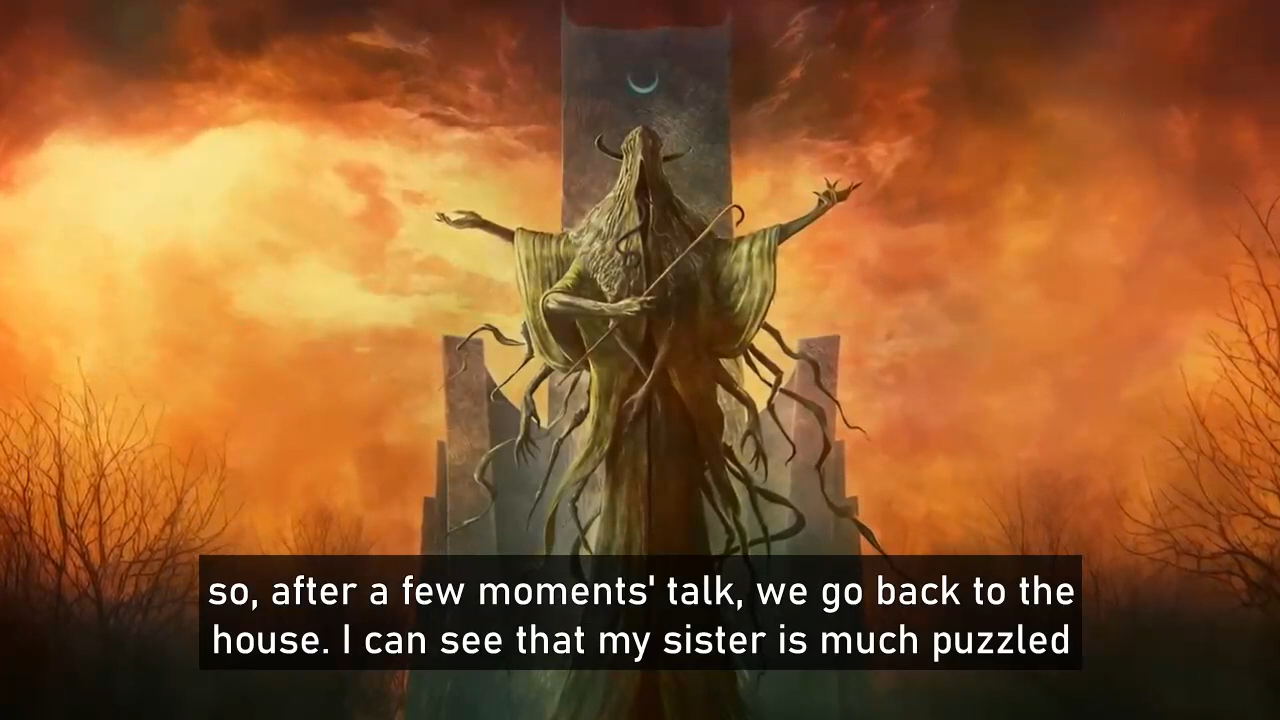 so, after a few moments' talk, we go back to the
house. I can see that my sister is much puzzled